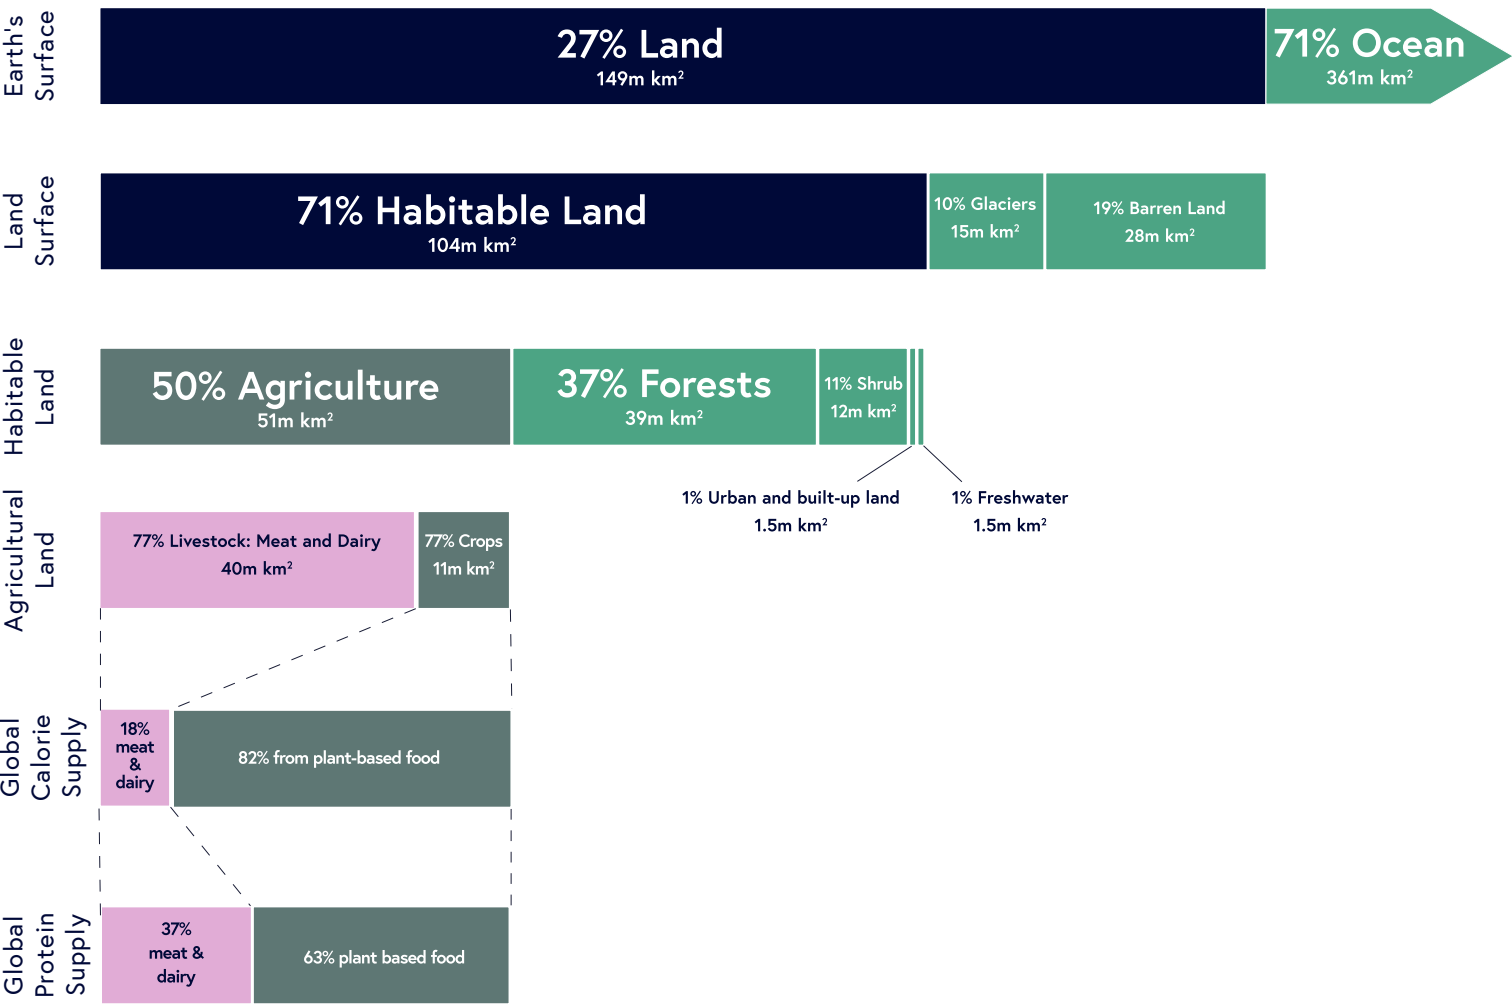 Earth's
Surface
27% Land
149m km²
71% Ocean
361m km²
Land
Surface
71% Habitable Land
104m km²
10% Glaciers
15m km²
19% Barren Land
28m km²
Habitable
Land
50% Agriculture
51m km²
37% Forests
39m km²
11% Shrub
12m km²
1% Urban and built-up land
1.5m km²
1% Freshwater
1.5m km²
Agricultural
Land
77% Livestock: Meat and Dairy
40m km²
77% Crops
11m km²
Global
Calorie
Supply
18%
meat
&
dairy
82% from plant-based food
Global
Protein
Supply
37%
meat &
dairy
63% plant based food